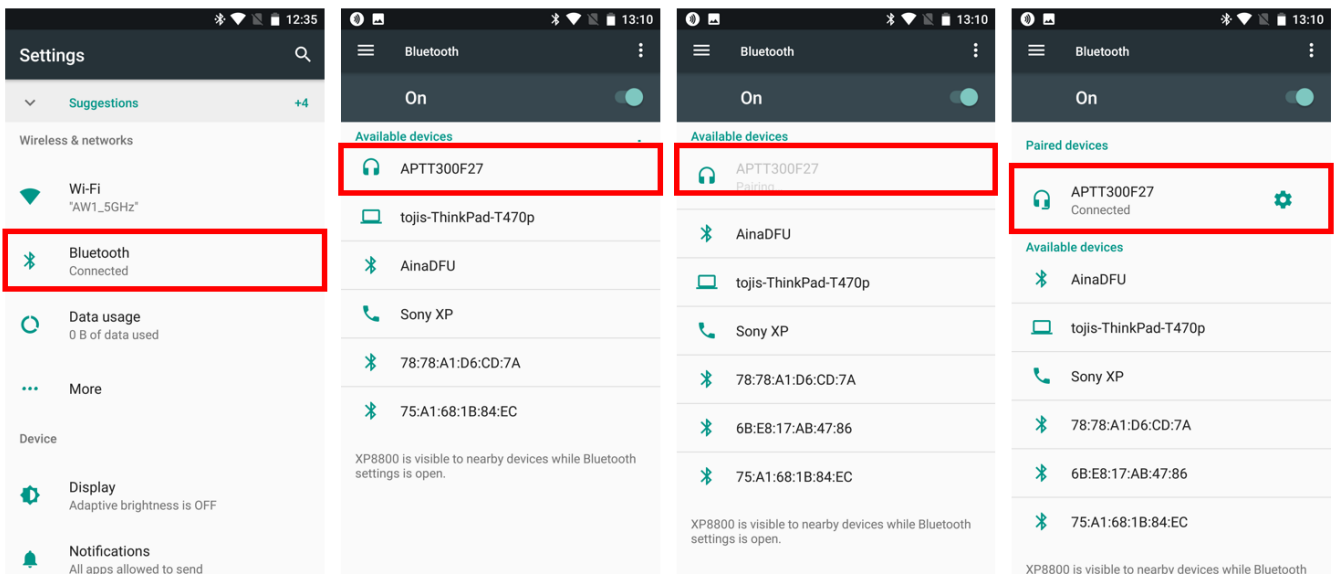 12:35
Settings
Suggestions +4
Wireless & networks
Wi-Fi
"AW1_5GHz"
Bluetooth
Connected
Data usage
0 B of data used
More
Device
Display
Adaptive brightness is OFF
Notifications
All apps allowed to send
13:10
Bluetooth
On
Available devices
APTT300F27
tojis-ThinkPad-T470p
AinaDFU
Sony XP
78:78:A1:D6:CD:7A
75:A1:68:1B:84:EC
XP8800 is visible to nearby devices while Bluetooth
settings is open.
13:10
Bluetooth
On
Available devices
APTT300F27
Pairing
AinaDFU
tojis-ThinkPad-T470p
Sony XP
78:78:A1:D6:CD:7A
6B:E8:17:AB:47:86
75:A1:68:1B:84:EC
XP8800 is visible to nearby devices while Bluetooth
settings is open.
13:10
Bluetooth
On
Paired devices
APTT300F27
Connected
Available devices
AinaDFU
tojis-ThinkPad-T470p
Sony XP
78:78:A1:D6:CD:7A
6B:E8:17:AB:47:86
75:A1:68:1B:84:EC
XP8800 is visible to nearby devices while Bluetooth